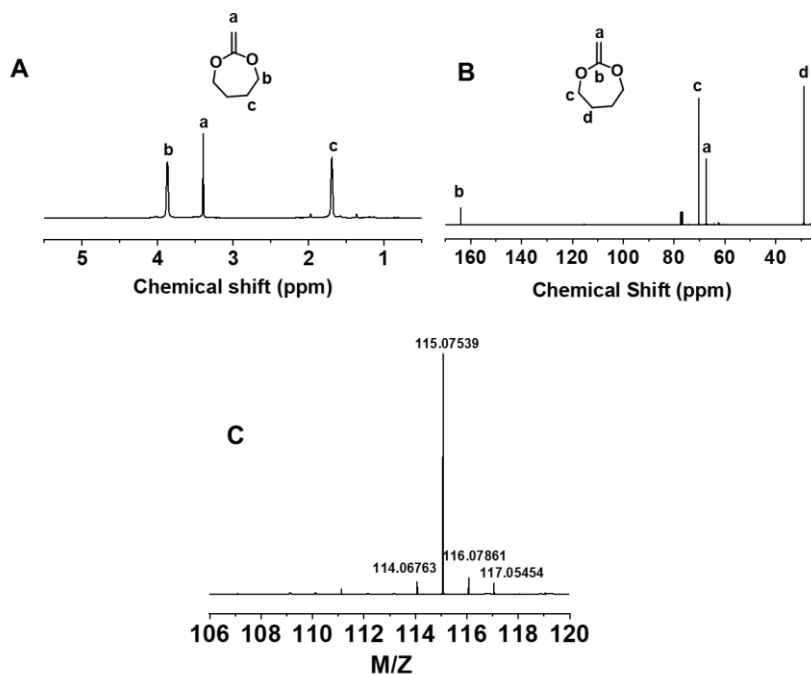 A
a
O O
b
c
b
a
c
5 4 3 2 1
Chemical shift (ppm)
B
a
O O
b
c
d
b
c
a
d
160 140 120 100 80 60 40
Chemical Shift (ppm)
C
115.07539
114.06763
116.07861
117.05454
106 108 110 112 114 116 118 120
M/Z